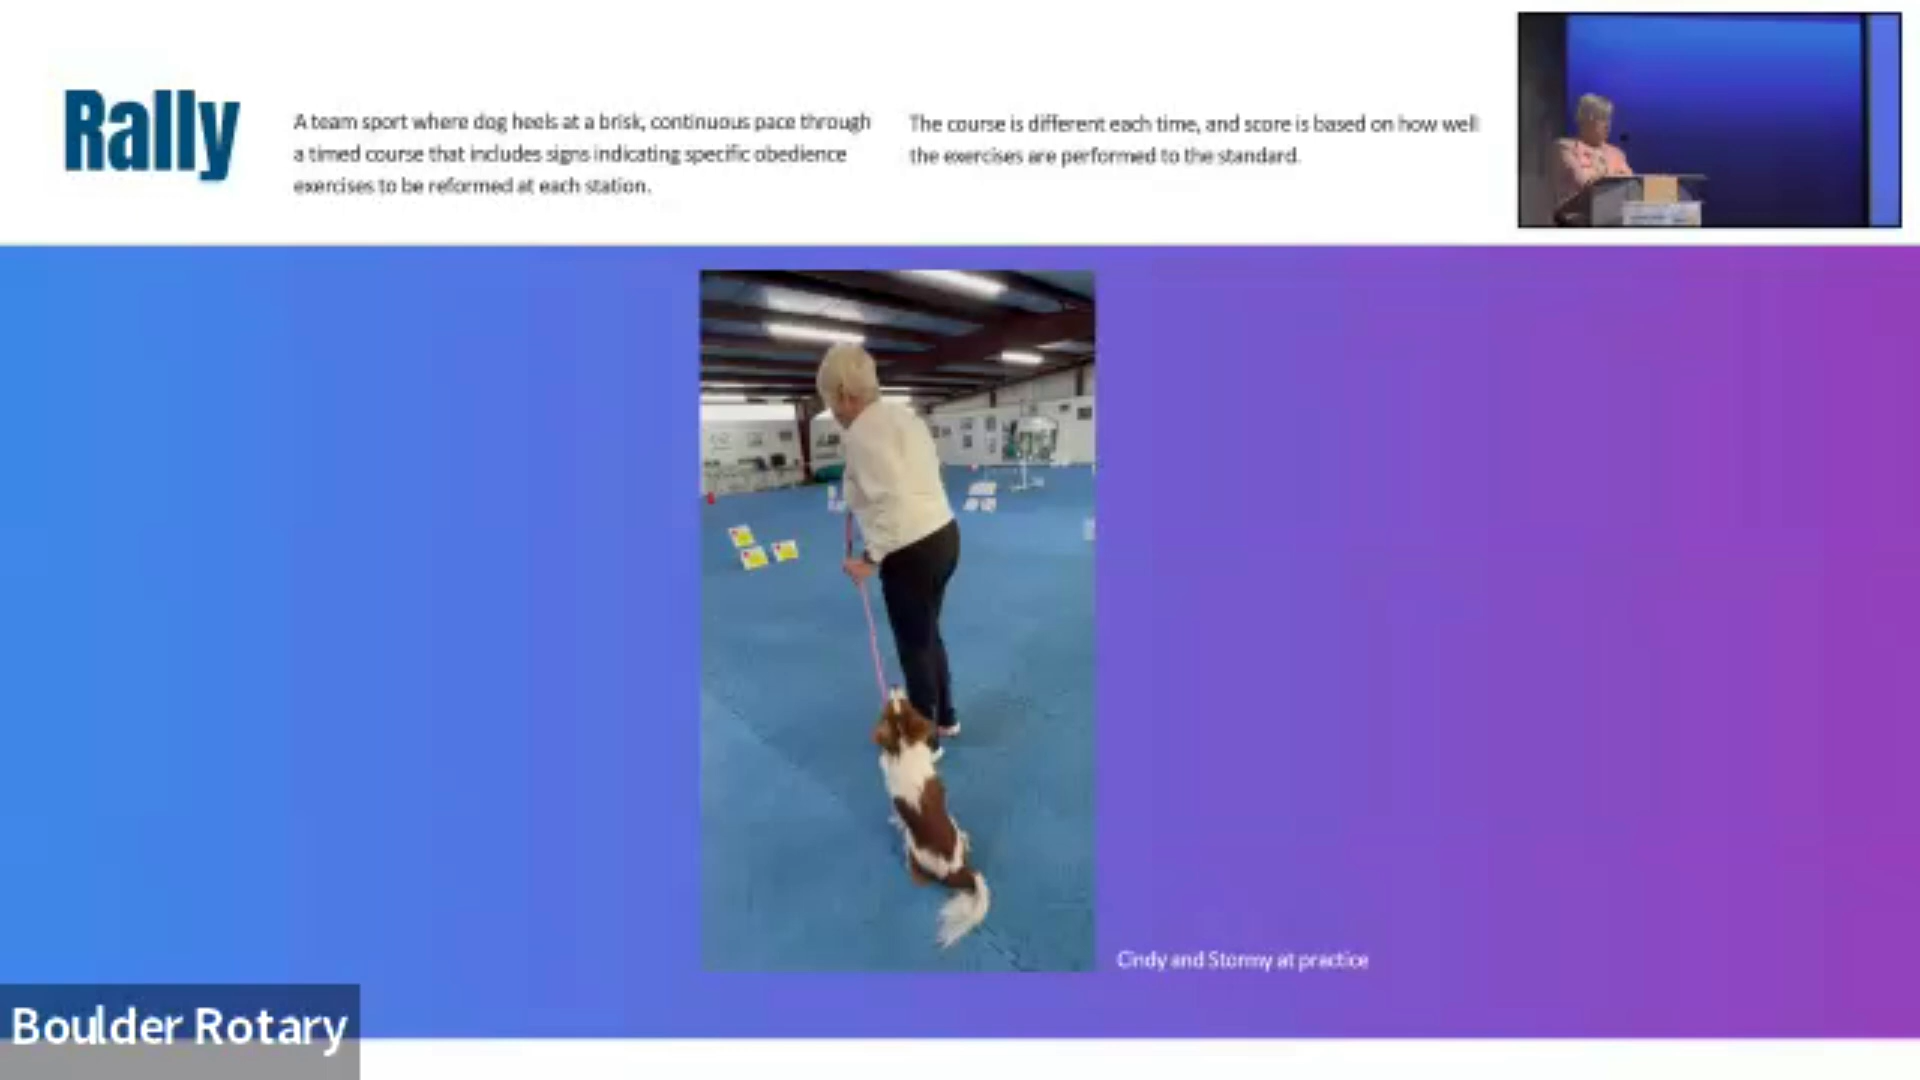 Rally
A team sport where dog heels at a brisk, continuous pace through
a timed course that includes signs indicating specific obedience
exercises to be reformed at each station.
The course is different each time, and score is based on how well
the exercises are performed to the standard.
Cindy and Stormy at practice
Boulder Rotary